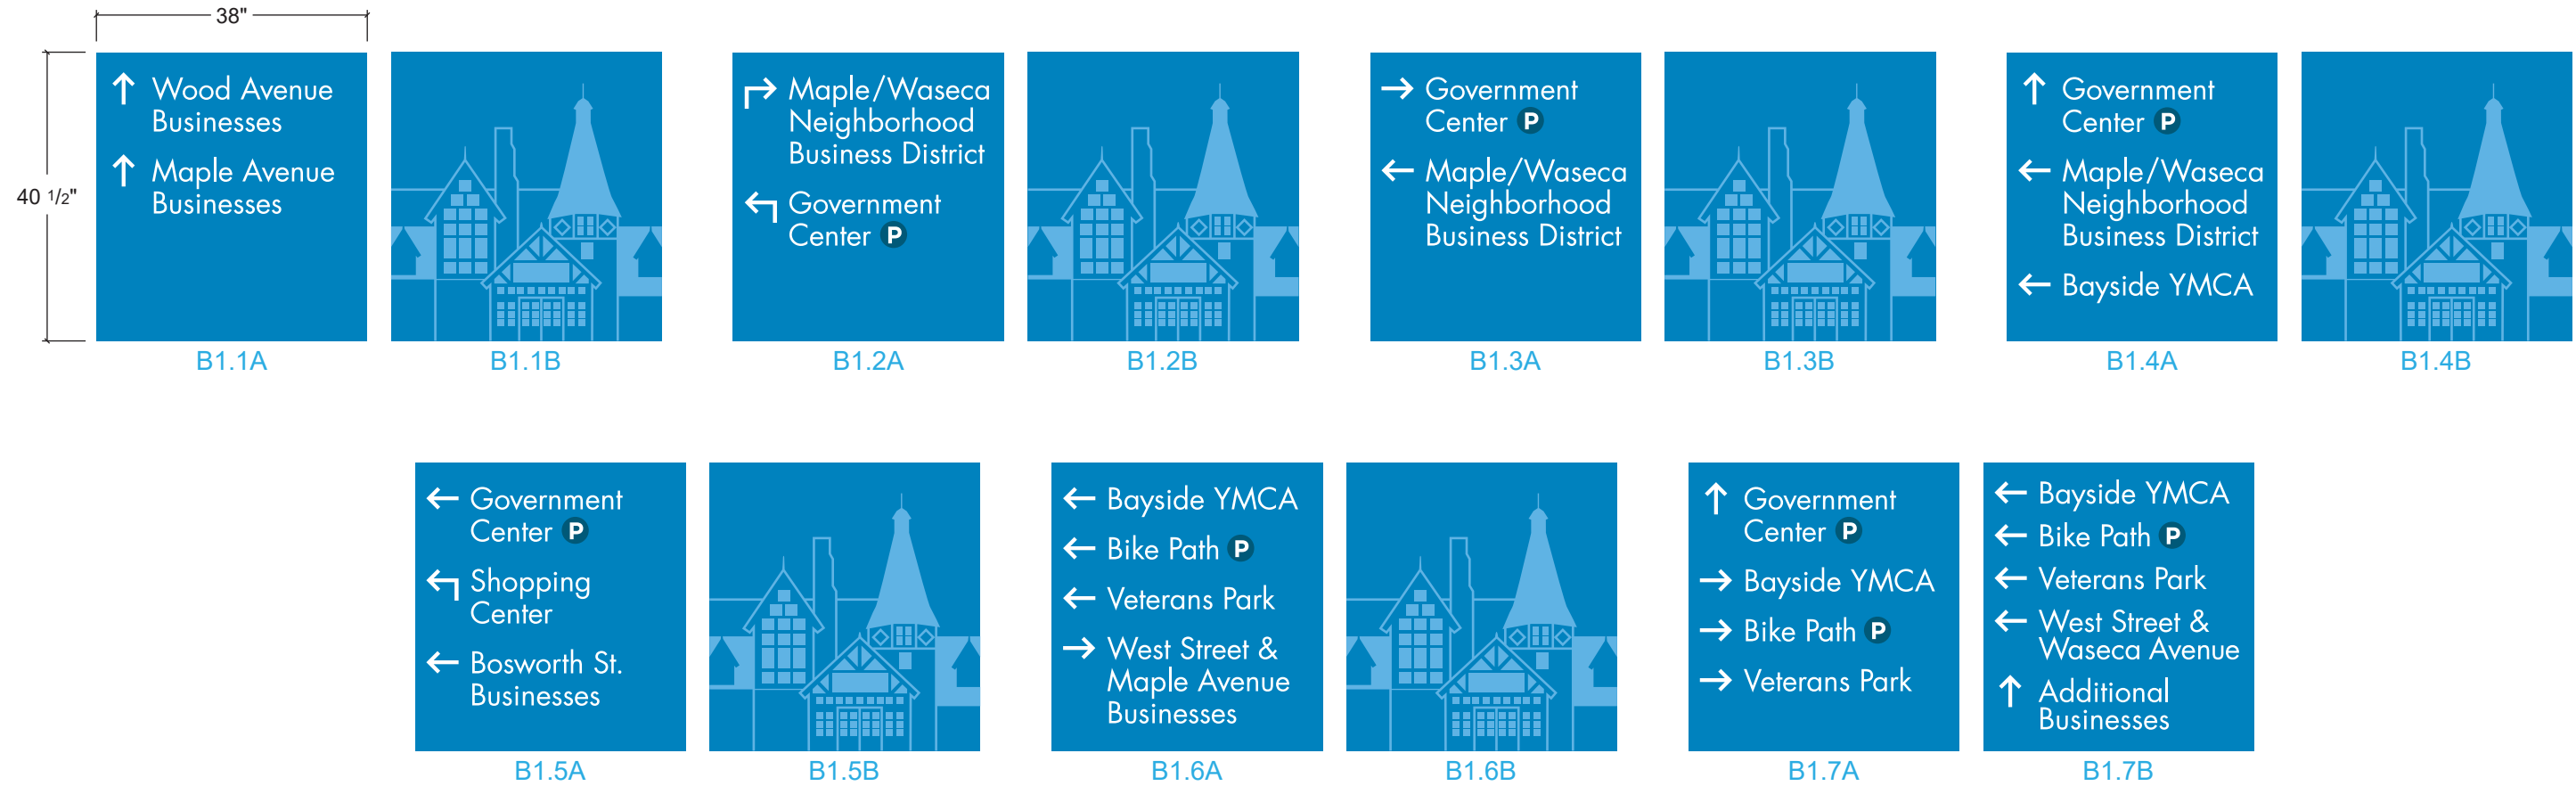 38"
40 1/2"
↑ Wood Avenue
Businesses
↑ Maple Avenue
Businesses
B1.1A
B1.1B
↱ Maple/Waseca
Neighborhood
Business District
↰ Government
Center P
B1.2A
B1.2B
→ Government
Center P
← Maple/Waseca
Neighborhood
Business District
B1.3A
B1.3B
↑ Government
Center P
← Maple/Waseca
Neighborhood
Business District
← Bayside YMCA
B1.4A
B1.4B
← Government
Center P
↰ Shopping
Center
← Bosworth St.
Businesses
B1.5A
B1.5B
← Bayside YMCA
← Bike Path P
← Veterans Park
→ West Street &
Maple Avenue
Businesses
B1.6A
B1.6B
↑ Government
Center P
→ Bayside YMCA
→ Bike Path P
→ Veterans Park
B1.7A
← Bayside YMCA
← Bike Path P
← Veterans Park
← West Street &
Waseca Avenue
↑ Additional
Businesses
B1.7B